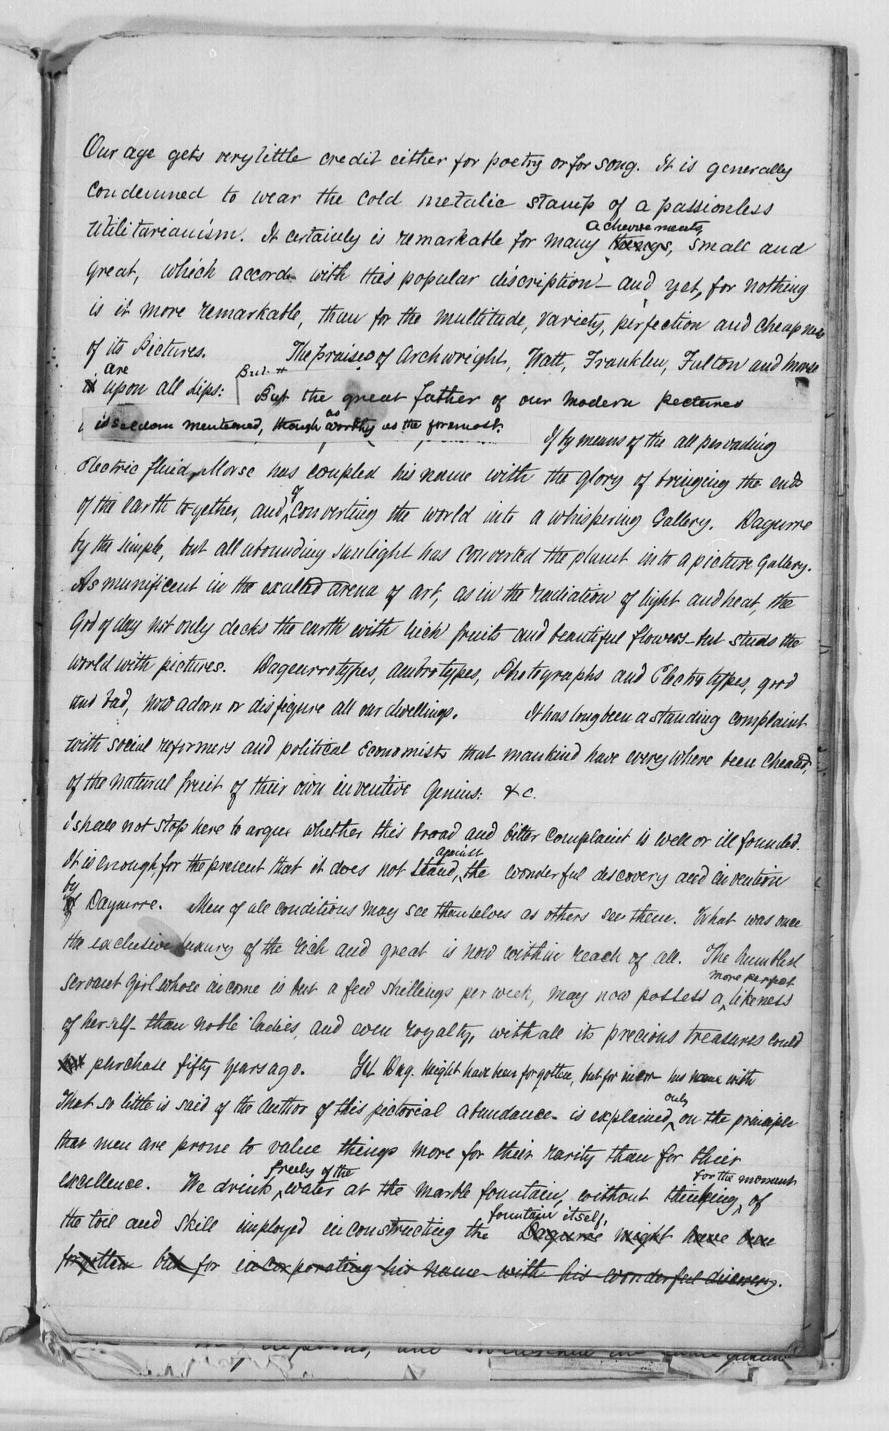 Our age gets very little credit either for poetry or for song. It is generally
condemned to wear the cold metalic stamp of a passionless
achievements
Utilitarianism. It certainly is remarkable for many things, small and
great, which accord with this popular discription - and yet, for nothing
is it more remarkable, than for the multitude, variety, perfection and cheapness
of its Pictures. The praises of Archwright, Watt, Franklin, Fulton and Morse
are
upon all lips: But
But the great father of our modern pectures
is seldom mentioned, though as worthy as the foremost.
If by means of the all pervading
Electric fluid, Morse has coupled his name with the glory of bringing the ends
of the earth together, and of converting the world into a whispering Gallery. Dagurre
by the simple, but all abounding sunlight has converted the planet into a picture Gallery.
As munificent in the exalted arena of art, as in the radiation of light and heat, the
God of day not only decks the earth with rich fruits and beautiful flowers - but studs the
world with pictures. Dagurrotypes, Ambrotypes, Photographs and Electrotypes, good
and bad, now adorn or disfigure all our dwellings. It has long been a standing complaint
with social reformers and political Economists that mankind have everywhere been cheated,
of the natural fruit of their own inventive Genius. &c.
I shall not stop here to argue whether this broad and bitter complaint is well or ill founded.
against
It is enough, for the present that it does not stand, the wonderful discovery and invention
by
of Dagurre. Men of all conditions may see themselves as others see them. What was once
the exclusive luxury of the rich and great is now within reach of all. The humblest
more perfect
servant girl whose income is but a few shillings per week, may now possess a likeness
of herself than noble ladies, and even royalty, with all its precious treasures could
purchase fifty years ago. Yet Dag. might have been forgotten, but for incor- his name with
only
That so little is said of the Author of this pictorial abundance - is explained on the principle
that men are prone to value things more for their rarity than for their
freely of the
for the moment
excellence. We drink water at the marble fountain, without thinking, of
fountain itself,
the toil and skill imployed in constructing the Dagurre might have been
forgotten but for incorporating his name with his wonderful discovery.